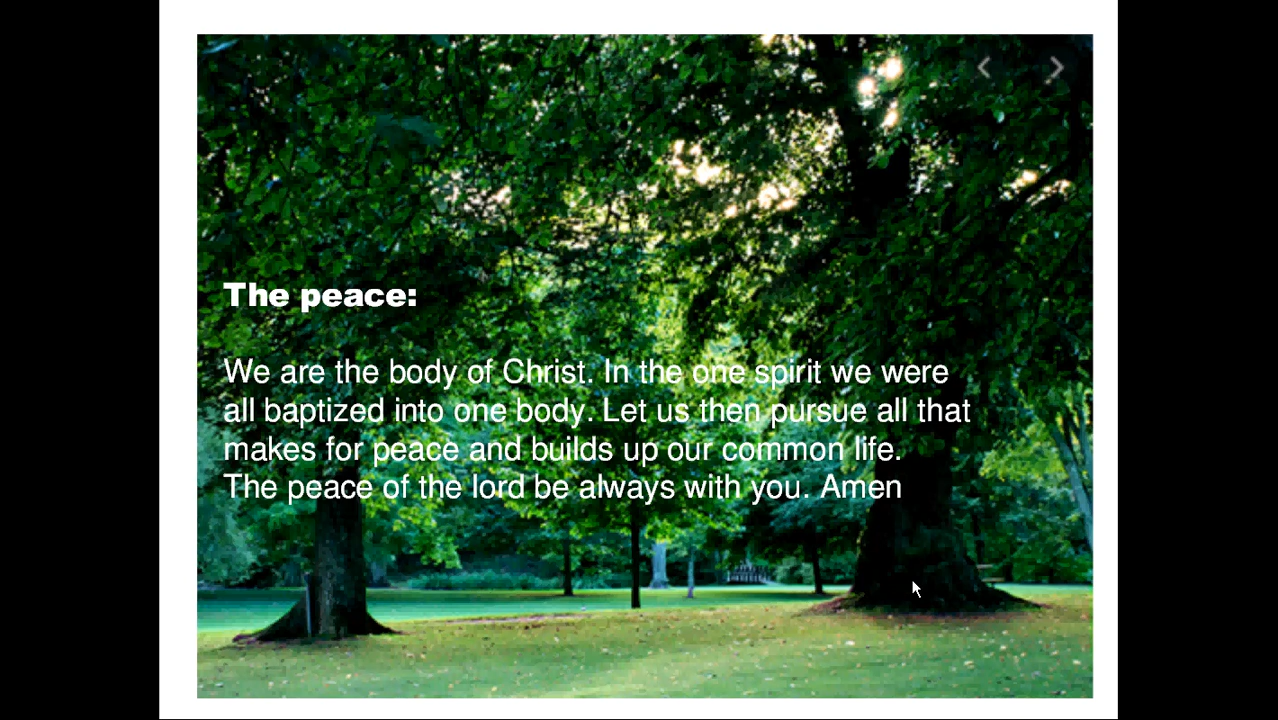 The peace:
We are the body of Christ. In the one spirit we were
all baptized into one body. Let us then pursue all that
makes for peace and builds up our common life.
The peace of the lord be always with you. Amen